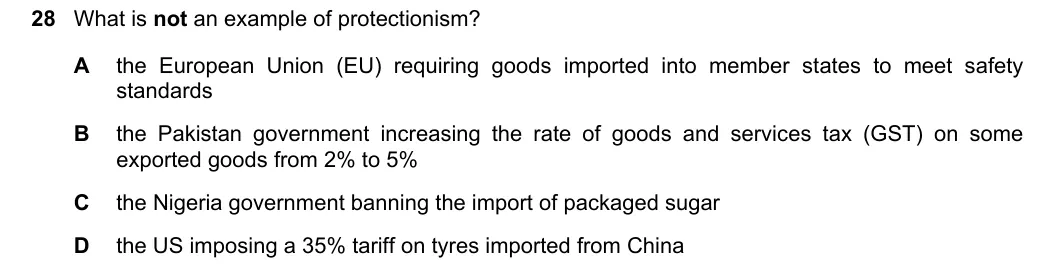 28 What is not an example of protectionism?
A the European Union (EU) requiring goods imported into member states to meet safety
standards
B the Pakistan government increasing the rate of goods and services tax (GST) on some
exported goods from 2% to 5%
C the Nigeria government banning the import of packaged sugar
D the US imposing a 35% tariff on tyres imported from China